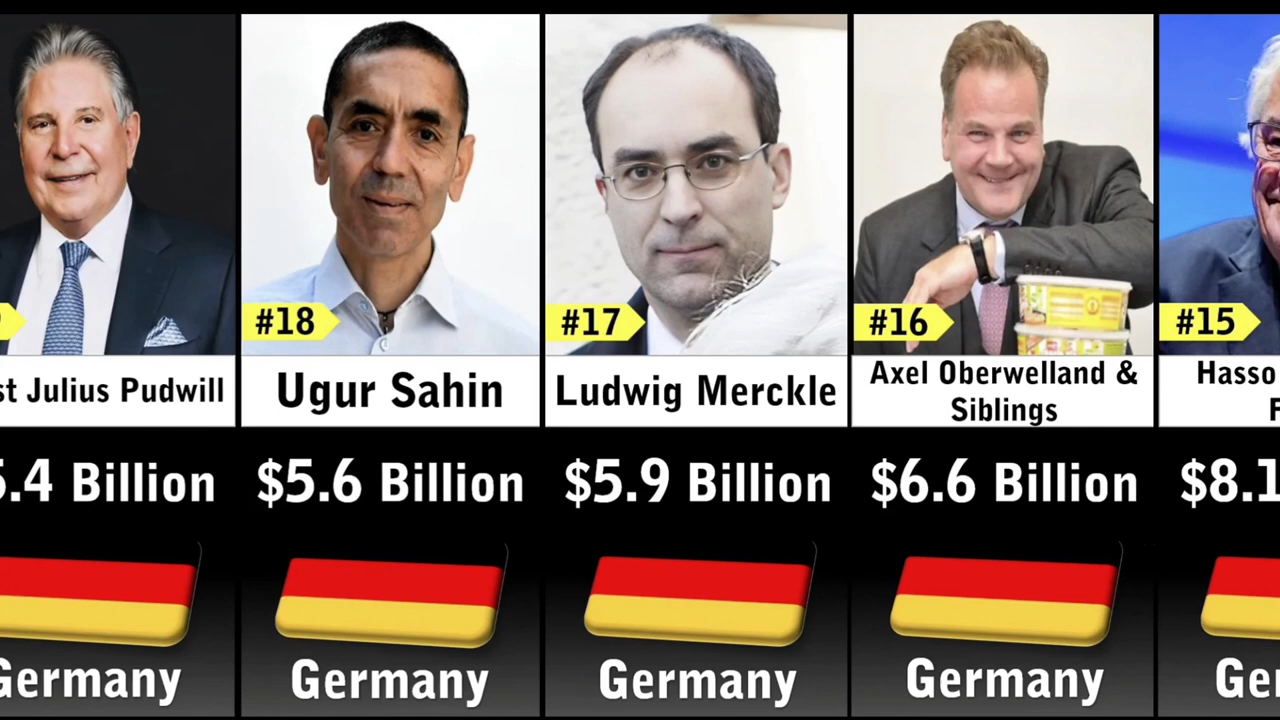 #18
#17
#16
#15
st Julius Pudwill
Ugur Sahin
Ludwig Merckle
Axel Oberwelland &
Siblings
Hasso
.4 Billion
$5.6 Billion
$5.9 Billion
$6.6 Billion
$8.1
Germany
Germany
Germany
Germany
Ger